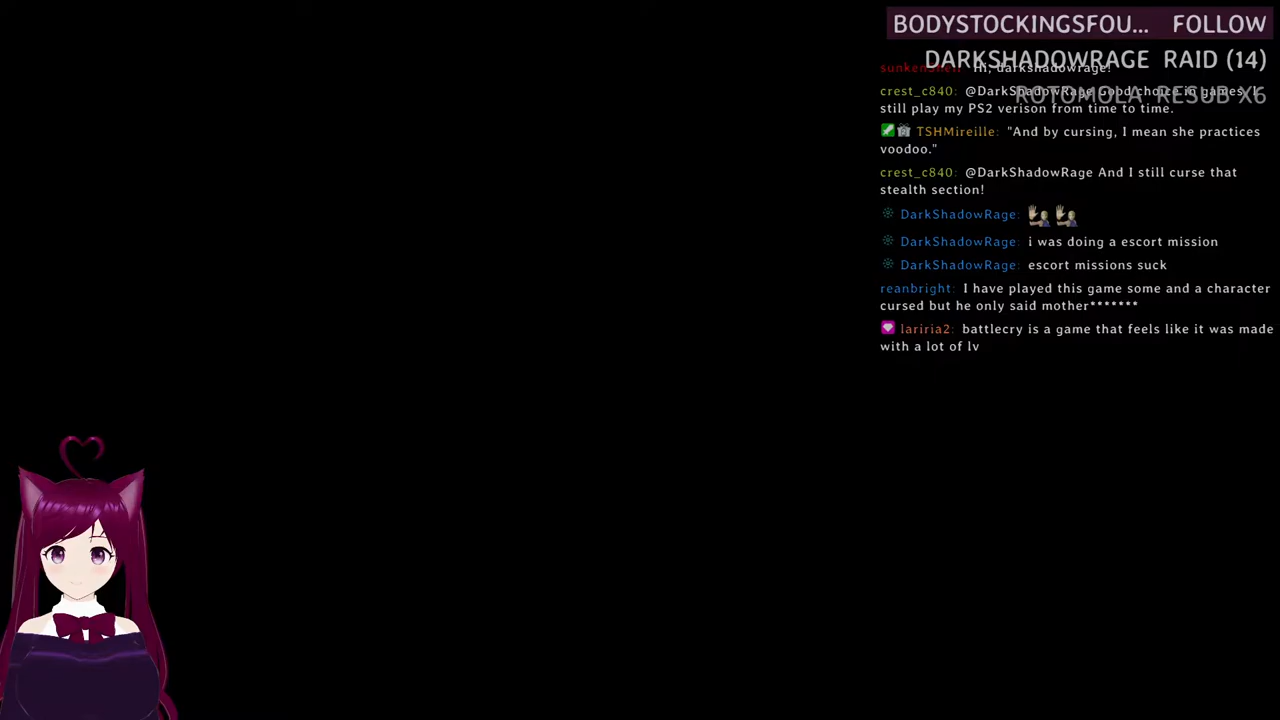 BODYSTOCKINGSFOU... FOLLOW
DARKSHADOWRAGE RAID (14)
sunkenshell: Hi, darkshadowrage!
ROTOMOLA RESUB X6
crest_c840: @DarkShadowRage Good choice in games. I
still play my PS2 verison from time to time.
TSHMireille: "And by cursing, I mean she practices
voodoo."
crest_c840: @DarkShadowRage And I still curse that
stealth section!
DarkShadowRage:
DarkShadowRage: i was doing a escort mission
DarkShadowRage: escort missions suck
reanbright: I have played this game some and a character
cursed but he only said mother*******
lariria2: battlecry is a game that feels like it was made
with a lot of lv